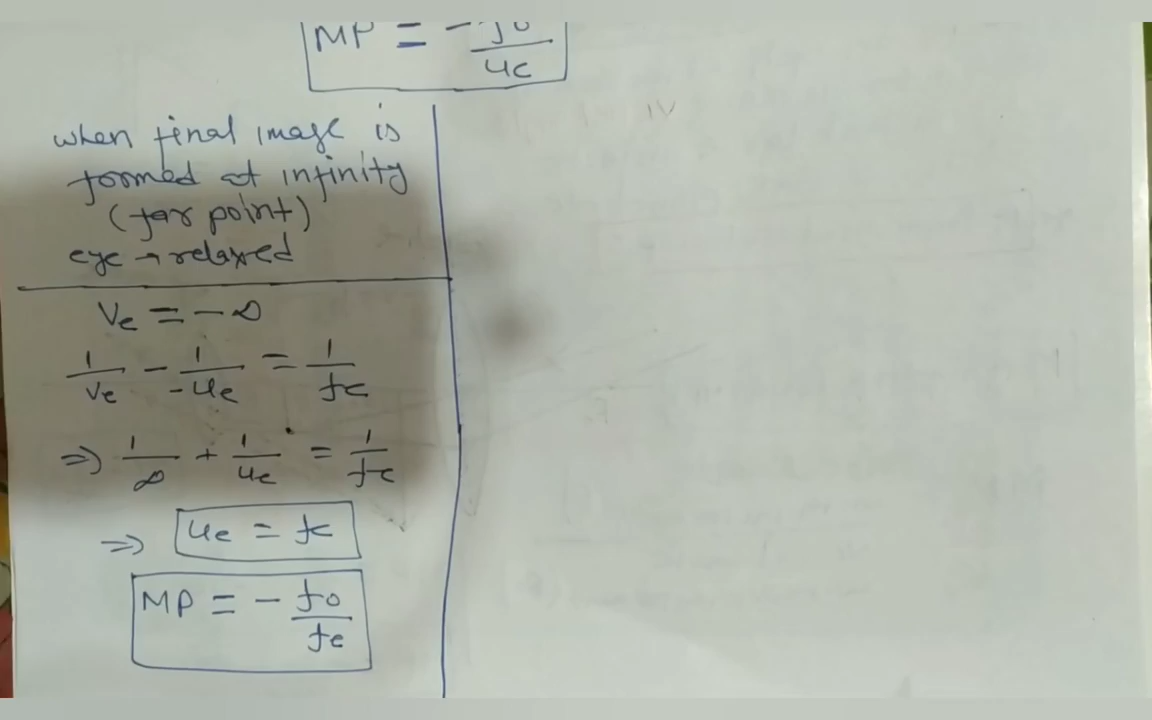 MP = - fo/ue
when final image is
formed at infinity
(far point)
eye → relaxed
Ve = - ∞
1/ve - 1/-ue = 1/fe
⇒ 1/∞ + 1/ue = 1/fe
⇒ ue = fe
MP = - fo/fe